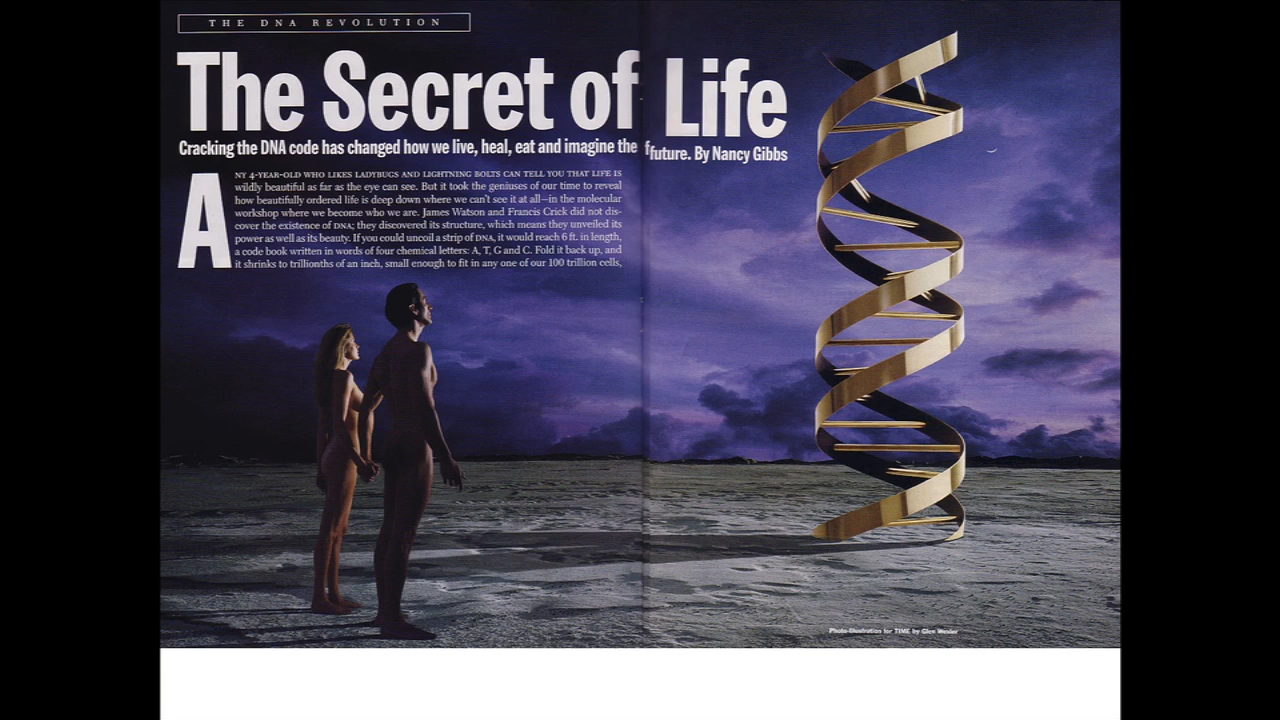 THE DNA REVOLUTION
The Secret of Life
Cracking the DNA code has changed how we live, heal, eat and imagine the ffuture. By Nancy Gibbs
ANY 4-YEAR-OLD WHO LIKES LADYBUGS AND LIGHTNING BOLTS CAN TELL YOU THAT LIFE IS
wildly beautiful as far as the eye can see. But it took the geniuses of our time to reveal
how beautifully ordered life is deep down where we can't see it at all—in the molecular
workshop where we become who we are. James Watson and Francis Crick did not dis-
cover the existence of DNA; they discovered its structure, which means they unveiled its
power as well as its beauty. If you could uncoil a strip of DNA, it would reach 6 ft. in length,
a code book written in words of four chemical letters: A, T, G and C. Fold it back up, and
it shrinks to trillionths of an inch, small enough to fit in any one of our 100 trillion cells,
Photo-Illustration for TIME by Glen Wexler